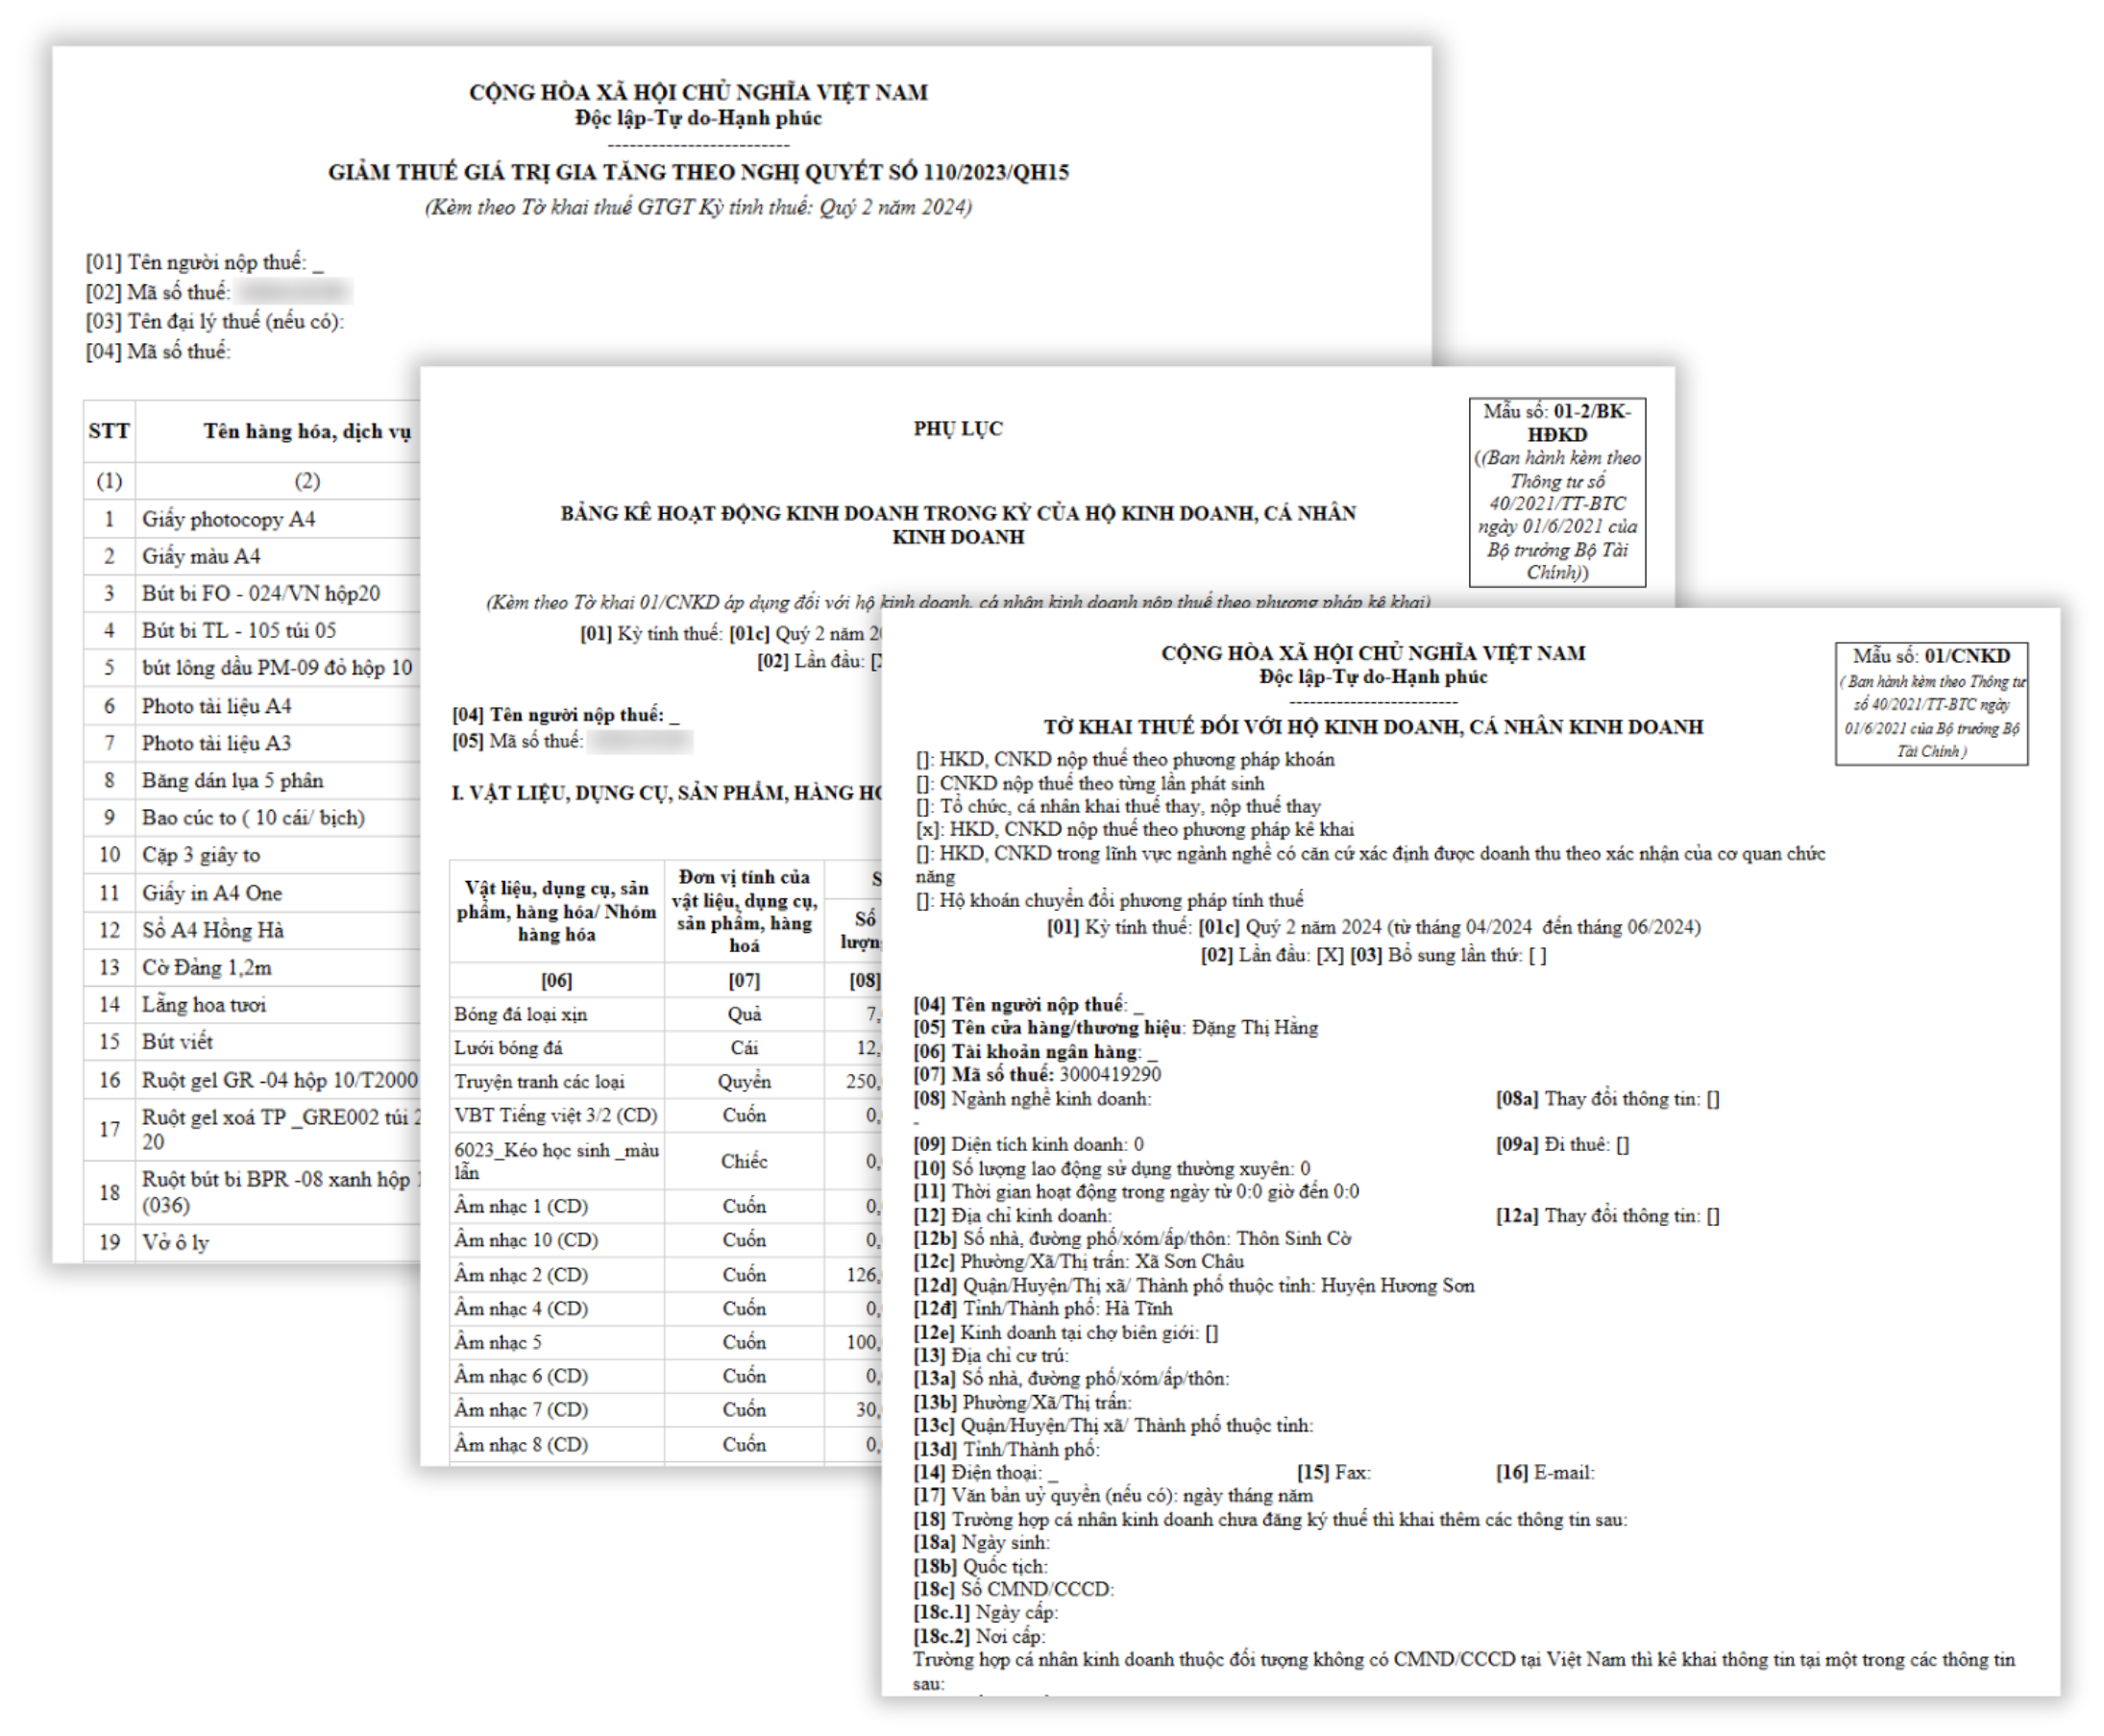 CỘNG HÒA XÃ HỘI CHỦ NGHĨA VIỆT NAM
Độc lập-Tự do-Hạnh phúc
-------------------------
GIẢM THUẾ GIÁ TRỊ GIA TĂNG THEO NGHỊ QUYẾT SỐ 110/2023/QH15
(Kèm theo Tờ khai thuế GTGT Kỳ tính thuế: Quý 2 năm 2024)
[01] Tên người nộp thuế: _
[02] Mã số thuế:
[03] Tên đại lý thuế (nếu có):
[04] Mã số thuế:
STT Tên hàng hóa, dịch vụ
(1) (2)
1 Giấy photocopy A4
2 Giấy màu A4
3 Bút bi FO - 024/VN hộp20
4 Bút bi TL - 105 túi 05
5 bút lông dầu PM-09 đỏ hộp 10
6 Photo tài liệu A4
7 Photo tài liệu A3
8 Băng dán lụa 5 phân
9 Bao cúc to ( 10 cái/ bịch)
10 Cặp 3 giây to
11 Giấy in A4 One
12 Sổ A4 Hồng Hà
13 Cờ Đảng 1,2m
14 Lẵng hoa tươi
15 Bút viết
16 Ruột gel GR -04 hộp 10/T2000
17 Ruột gel xoá TP _GRE002 túi
20
18 Ruột bút bi BPR -08 xanh hộp
(036)
19 Vở ô ly
PHỤ LỤC
Mẫu số: 01-2/BK-
HĐKD
((Ban hành kèm theo
Thông tư số
40/2021/TT-BTC
ngày 01/6/2021 của
Bộ trưởng Bộ Tài
Chính))
BẢNG KÊ HOẠT ĐỘNG KINH DOANH TRONG KỲ CỦA HỘ KINH DOANH, CÁ NHÂN
KINH DOANH
(Kèm theo Tờ khai 01/CNKD áp dụng đối với hộ kinh doanh, cá nhân kinh doanh nộp thuế theo phương pháp kê khai)
[01] Kỳ tính thuế: [01c] Quý 2 năm
[02] Lần đầu:
[04] Tên người nộp thuế: _
[05] Mã số thuế:
I. VẬT LIỆU, DỤNG CỤ, SẢN PHẨM, HÀNG
Vật liệu, dụng cụ, sản
phẩm, hàng hóa/ Nhóm
hàng hóa
Đơn vị tính của
vật liệu, dụng cụ,
sản phẩm, hàng
hoá
Số
lượng
[06] [07] [08]
Bóng đá loại xịn Quả 7,
Lưới bóng đá Cái 12,
Truyện tranh các loại Quyển 250,
VBT Tiếng việt 3/2 (CD) Cuốn 0,
6023_Kéo học sinh _màu
lẫn Chiếc 0,
Âm nhạc 1 (CD) Cuốn 0,
Âm nhạc 10 (CD) Cuốn 0,
Âm nhạc 2 (CD) Cuốn 126,
Âm nhạc 4 (CD) Cuốn 0,
Âm nhạc 5 Cuốn 100,
Âm nhạc 6 (CD) Cuốn 0,
Âm nhạc 7 (CD) Cuốn 30,
Âm nhạc 8 (CD) Cuốn 0,
CỘNG HÒA XÃ HỘI CHỦ NGHĨA VIỆT NAM
Độc lập-Tự do-Hạnh phúc
-------------------------
Mẫu số: 01/CNKD
( Ban hành kèm theo Thông tư
số 40/2021/TT-BTC ngày
01/6/2021 của Bộ trưởng Bộ
Tài Chính )
TỜ KHAI THUẾ ĐỐI VỚI HỘ KINH DOANH, CÁ NHÂN KINH DOANH
[]: HKD, CNKD nộp thuế theo phương pháp khoán
[]: CNKD nộp thuế theo từng lần phát sinh
[]: Tổ chức, cá nhân khai thuế thay, nộp thuế thay
[x]: HKD, CNKD nộp thuế theo phương pháp kê khai
[]: HKD, CNKD trong lĩnh vực ngành nghề có căn cứ xác định được doanh thu theo xác nhận của cơ quan chức
năng
[]: Hộ khoán chuyển đổi phương pháp tính thuế
[01] Kỳ tính thuế: [01c] Quý 2 năm 2024 (từ tháng 04/2024 đến tháng 06/2024)
[02] Lần đầu: [X] [03] Bổ sung lần thứ: [ ]
[04] Tên người nộp thuế: _
[05] Tên cửa hàng/thương hiệu: Đặng Thị Hằng
[06] Tài khoản ngân hàng: _
[07] Mã số thuế: 3000419290
[08] Ngành nghề kinh doanh: [08a] Thay đổi thông tin: []
-
[09] Diện tích kinh doanh: 0 [09a] Đi thuê: []
[10] Số lượng lao động sử dụng thường xuyên: 0
[11] Thời gian hoạt động trong ngày từ 0:0 giờ đến 0:0
[12] Địa chỉ kinh doanh: [12a] Thay đổi thông tin: []
[12b] Số nhà, đường phố/xóm/ấp/thôn: Thôn Sinh Cờ
[12c] Phường/Xã/Thị trấn: Xã Sơn Châu
[12d] Quận/Huyện/Thị xã/ Thành phố thuộc tỉnh: Huyện Hương Sơn
[12đ] Tỉnh/Thành phố: Hà Tĩnh
[12e] Kinh doanh tại chợ biên giới: []
[13] Địa chỉ cư trú:
[13a] Số nhà, đường phố/xóm/ấp/thôn:
[13b] Phường/Xã/Thị trấn:
[13c] Quận/Huyện/Thị xã/ Thành phố thuộc tỉnh:
[13d] Tỉnh/Thành phố:
[14] Điện thoại: _ [15] Fax: [16] E-mail:
[17] Văn bản uỷ quyền (nếu có): ngày tháng năm
[18] Trường hợp cá nhân kinh doanh chưa đăng ký thuế thì khai thêm các thông tin sau:
[18a] Ngày sinh:
[18b] Quốc tịch:
[18c] Số CMND/CCCD:
[18c.1] Ngày cấp:
[18c.2] Nơi cấp:
Trường hợp cá nhân kinh doanh thuộc đối tượng không có CMND/CCCD tại Việt Nam thì kê khai thông tin tại một trong các thông tin
sau: